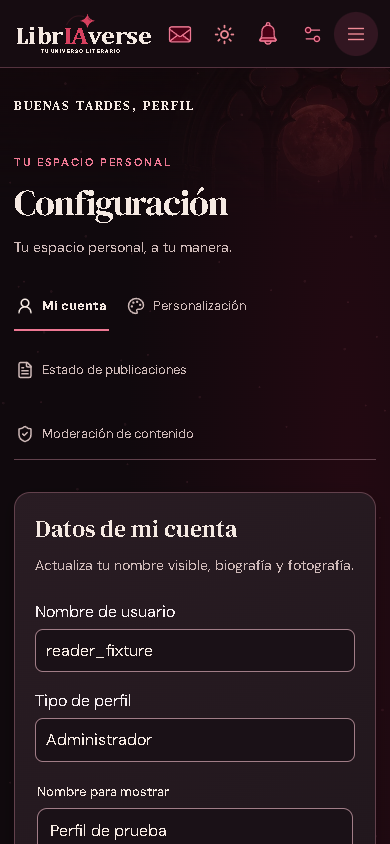 LibrIAverse
TU UNIVERSO LITERARIO
BUENAS TARDES, PERFIL
TU ESPACIO PERSONAL
Configuración
Tu espacio personal, a tu manera.
Mi cuenta Personalización
Estado de publicaciones
Moderación de contenido
Datos de mi cuenta
Actualiza tu nombre visible, biografía y fotografía.
Nombre de usuario
reader_fixture
Tipo de perfil
Administrador
Nombre para mostrar
Perfil de prueba